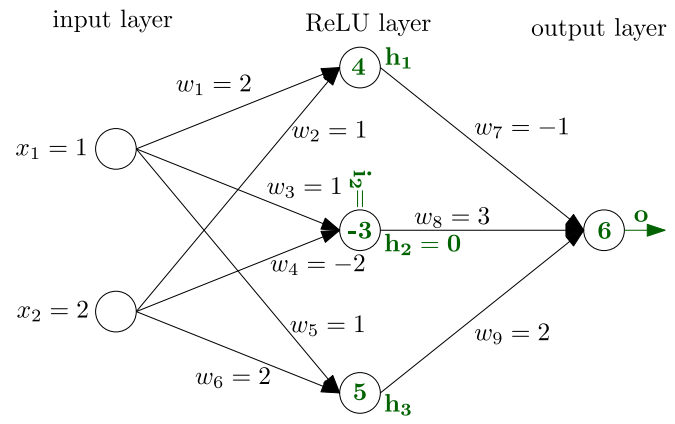 input layer
ReLU layer
output layer
w₁ = 2
4
h₁
w₂ = 1
w₇ = −1
x₁ = 1
w₃ = 1
i₂=
-3
w₈ = 3
h₂ = 0
6
o
w₄ = −2
x₂ = 2
w₅ = 1
w₉ = 2
w₆ = 2
5
h₃